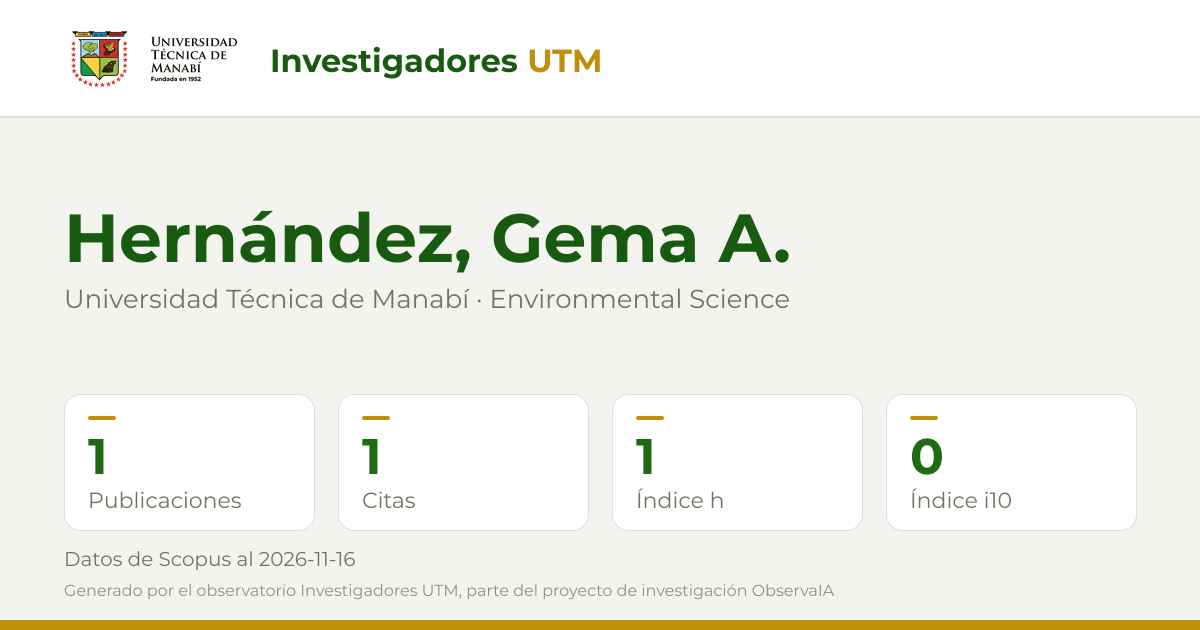 UNIVERSIDAD
TÉCNICA DE
MANABÍ
Fundada en 1952
Investigadores UTM
Hernández, Gema A.
Universidad Técnica de Manabí · Environmental Science
1
Publicaciones
1
Citas
1
Índice h
0
Índice i10
Datos de Scopus al 2026-11-16
Generado por el observatorio Investigadores UTM, parte del proyecto de investigación ObservaIA